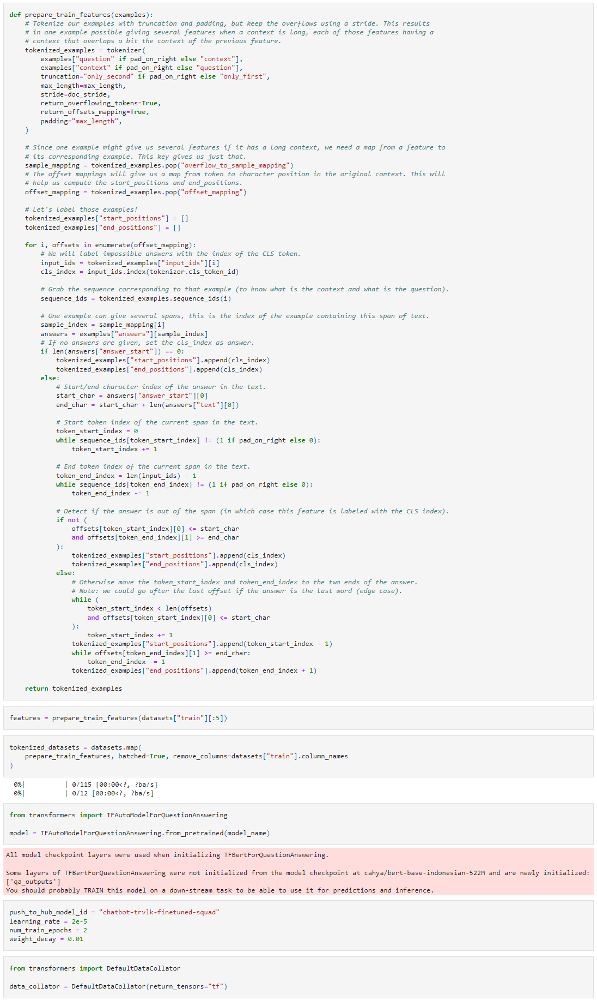 def prepare_train_features(examples):
    # Tokenize our examples with truncation and padding, but keep the overflows using a stride. This results
    # in one example possible giving several features when a context is long, each of those features having a
    # context that overlaps a bit the context of the previous feature.
    tokenized_examples = tokenizer(
        examples["question" if pad_on_right else "context"],
        examples["context" if pad_on_right else "question"],
        truncation="only_second" if pad_on_right else "only_first",
        max_length=max_length,
        stride=doc_stride,
        return_overflowing_tokens=True,
        return_offsets_mapping=True,
        padding="max_length",
    )

    # Since one example might give us several features if it has a long context, we need a map from a feature to
    # its corresponding example. This key gives us just that.
    sample_mapping = tokenized_examples.pop("overflow_to_sample_mapping")
    # The offset mappings will give us a map from token to character position in the original context. This will
    # help us compute the start_positions and end_positions.
    offset_mapping = tokenized_examples.pop("offset_mapping")

    # Let's label those examples!
    tokenized_examples["start_positions"] = []
    tokenized_examples["end_positions"] = []

    for i, offsets in enumerate(offset_mapping):
        # We will label impossible answers with the index of the CLS token.
        input_ids = tokenized_examples["input_ids"][i]
        cls_index = input_ids.index(tokenizer.cls_token_id)

        # Grab the sequence corresponding to that example (to know what is the context and what is the question).
        sequence_ids = tokenized_examples.sequence_ids(i)

        # One example can give several spans, this is the index of the example containing this span of text.
        sample_index = sample_mapping[i]
        answers = examples["answers"][sample_index]
        # If no answers are given, set the cls_index as answer.
        if len(answers["answer_start"]) == 0:
            tokenized_examples["start_positions"].append(cls_index)
            tokenized_examples["end_positions"].append(cls_index)
        else:
            # Start/end character index of the answer in the text.
            start_char = answers["answer_start"][0]
            end_char = start_char + len(answers["text"][0])

            # Start token index of the current span in the text.
            token_start_index = 0
            while sequence_ids[token_start_index] != (1 if pad_on_right else 0):
                token_start_index += 1

            # End token index of the current span in the text.
            token_end_index = len(input_ids) - 1
            while sequence_ids[token_end_index] != (1 if pad_on_right else 0):
                token_end_index -= 1

            # Detect if the answer is out of the span (in which case this feature is labeled with the CLS index).
            if not (
                offsets[token_start_index][0] <= start_char
                and offsets[token_end_index][1] >= end_char
            ):
                tokenized_examples["start_positions"].append(cls_index)
                tokenized_examples["end_positions"].append(cls_index)
            else:
                # Otherwise move the token_start_index and token_end_index to the two ends of the answer.
                # Note: we could go after the last offset if the answer is the last word (edge case).
                while (
                    token_start_index < len(offsets)
                    and offsets[token_start_index][0] <= start_char
                ):
                    token_start_index += 1
                tokenized_examples["start_positions"].append(token_start_index - 1)
                while offsets[token_end_index][1] >= end_char:
                    token_end_index -= 1
                tokenized_examples["end_positions"].append(token_end_index + 1)

    return tokenized_examples

features = prepare_train_features(datasets["train"][:5])

tokenized_datasets = datasets.map(
    prepare_train_features, batched=True, remove_columns=datasets["train"].column_names
)

  0%|          | 0/115 [00:00<?, ?ba/s]
  0%|          | 0/12 [00:00<?, ?ba/s]

from transformers import TFAutoModelForQuestionAnswering

model = TFAutoModelForQuestionAnswering.from_pretrained(model_name)

All model checkpoint layers were used when initializing TFBertForQuestionAnswering.

Some layers of TFBertForQuestionAnswering were not initialized from the model checkpoint at cahya/bert-base-indonesian-522M and are newly initialized:
['qa_outputs']
You should probably TRAIN this model on a down-stream task to be able to use it for predictions and inference.

push_to_hub_model_id = "chatbot-trvlk-finetuned-squad"
learning_rate = 2e-5
num_train_epochs = 2
weight_decay = 0.01

from transformers import DefaultDataCollator

data_collator = DefaultDataCollator(return_tensors="tf")